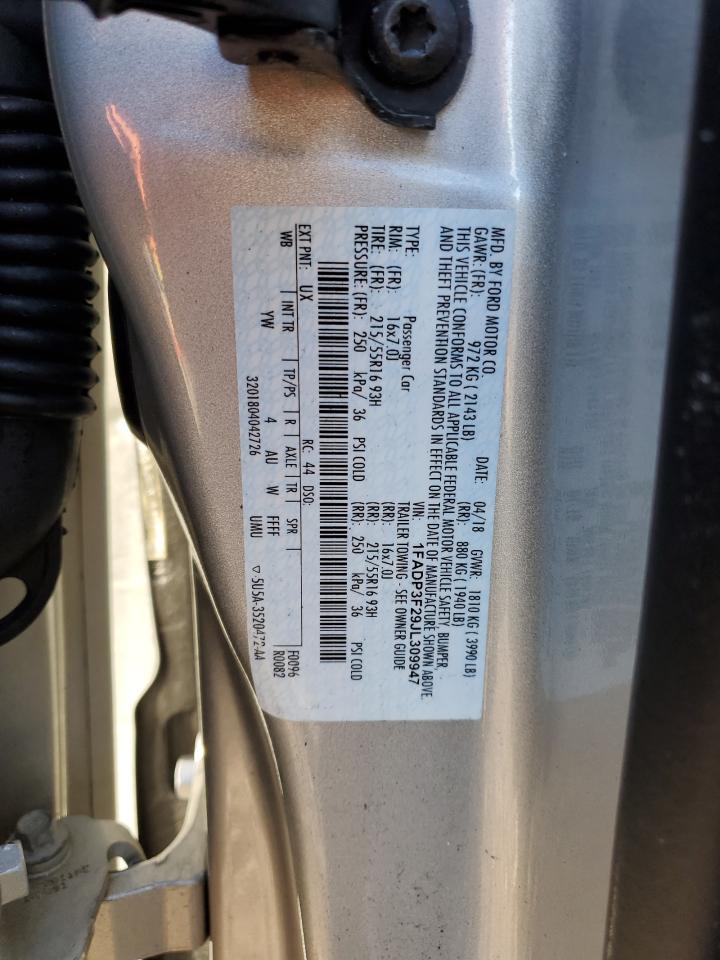 MFD. BY FORD MOTOR CO. DATE: 04/18 GVWR: 1810 KG ( 3990 LB)
GAWR: (FR): 972 KG ( 2143 LB) (RR): 880 KG ( 1940 LB)
THIS VEHICLE CONFORMS TO ALL APPLICABLE FEDERAL MOTOR VEHICLE SAFETY, BUMPER,
AND THEFT PREVENTION STANDARDS IN EFFECT ON THE DATE OF MANUFACTURE SHOWN ABOVE.
VIN: 1FADP3F29JL309947
TYPE: Passenger Car TRAILER TOWING - SEE OWNER GUIDE
RIM: (FR): 16x7.0J (RR): 16x7.0J
TIRE: (FR): 215/55R16 93H (RR): 215/55R16 93H
PRESSURE: (FR): 250 kPa/ 36 PSI COLD (RR): 250 kPa/ 36 PSI COLD
EXT PNT: UX RC: 44 DSO: F0096
WB INT TR TP/PS R AXLE TR SPR R0082
YW 4 AU W FFFF
3201804042726 UMU ▽ 5U5A-3520472-AA